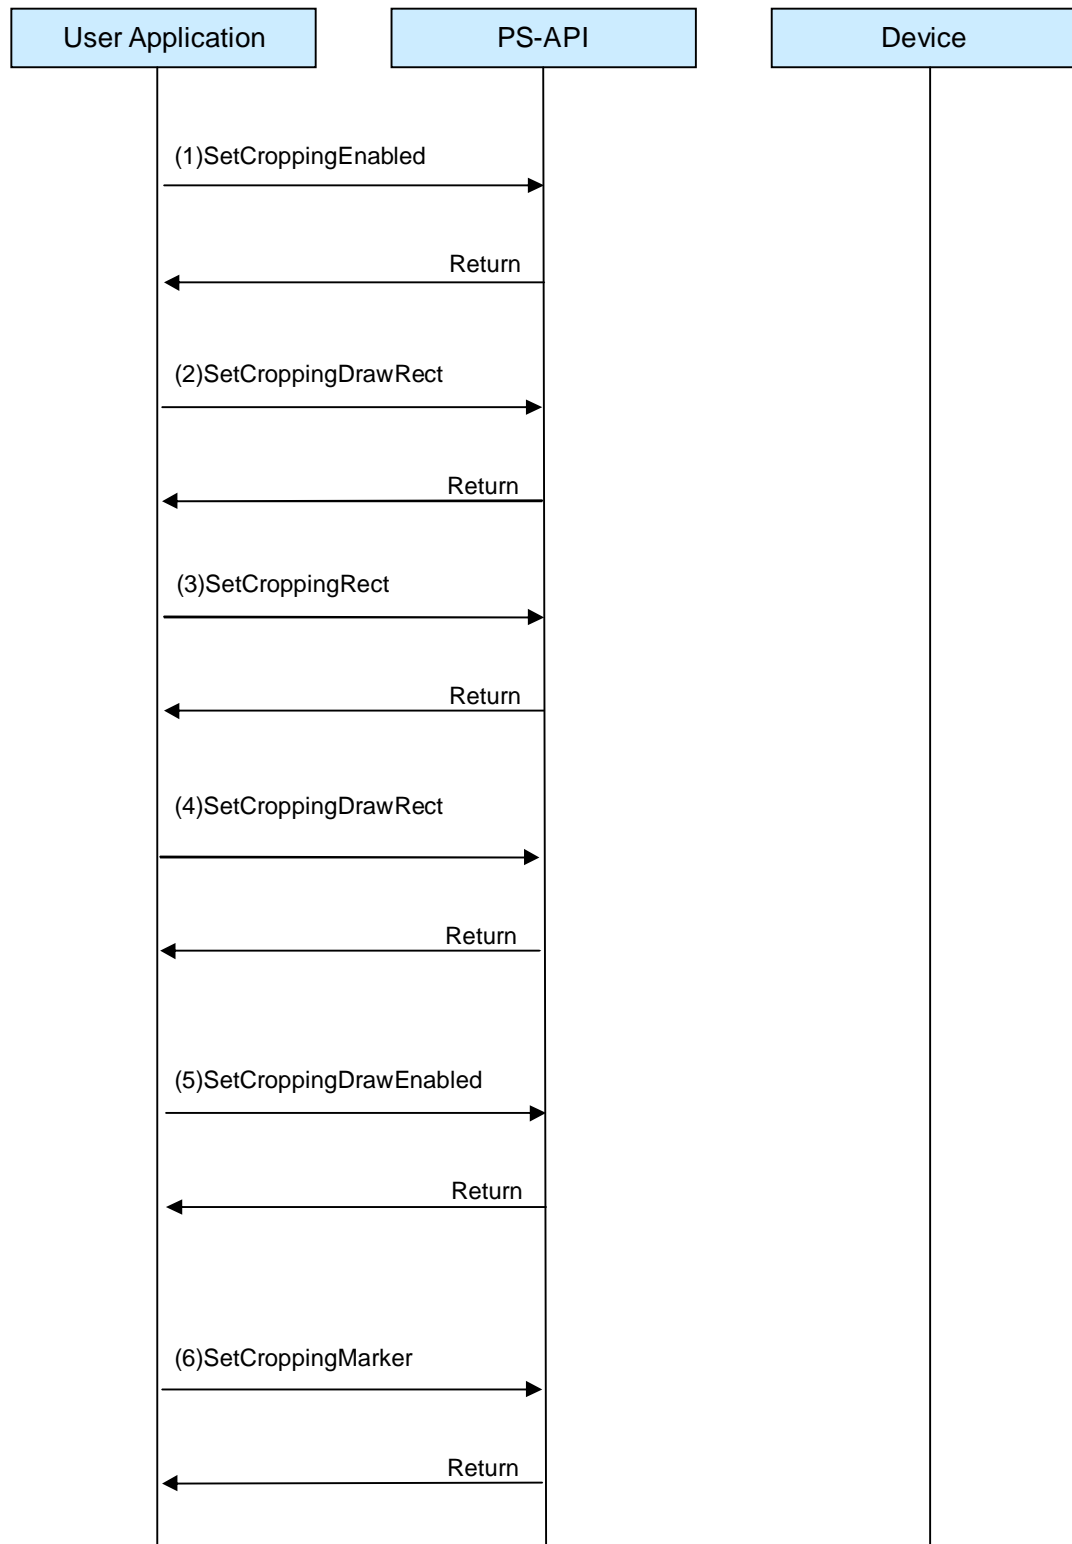 User Application
PS-API
Device
(1)SetCroppingEnabled
Return
(2)SetCroppingDrawRect
Return
(3)SetCroppingRect
Return
(4)SetCroppingDrawRect
Return
(5)SetCroppingDrawEnabled
Return
(6)SetCroppingMarker
Return